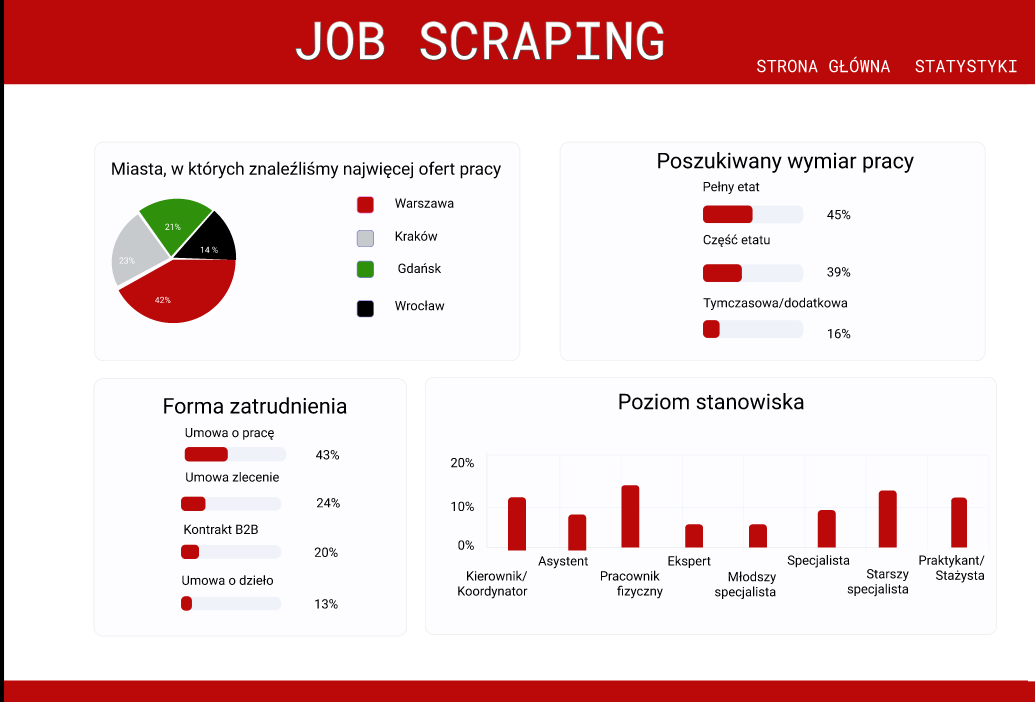 JOB SCRAPING
STRONA GŁÓWNA STATYSTYKI
Miasta, w których znaleźliśmy najwięcej ofert pracy
21%
14 %
23%
42%
Warszawa
Kraków
Gdańsk
Wrocław
Poszukiwany wymiar pracy
Pełny etat
45%
Część etatu
39%
Tymczasowa/dodatkowa
16%
Forma zatrudnienia
Umowa o pracę
43%
Umowa zlecenie
24%
Kontrakt B2B
20%
Umowa o dzieło
13%
Poziom stanowiska
20%
10%
0%
Kierownik/
Koordynator
Asystent
Pracownik
fizyczny
Ekspert
Młodszy
specjalista
Specjalista
Starszy
specjalista
Praktykant/
Stażysta